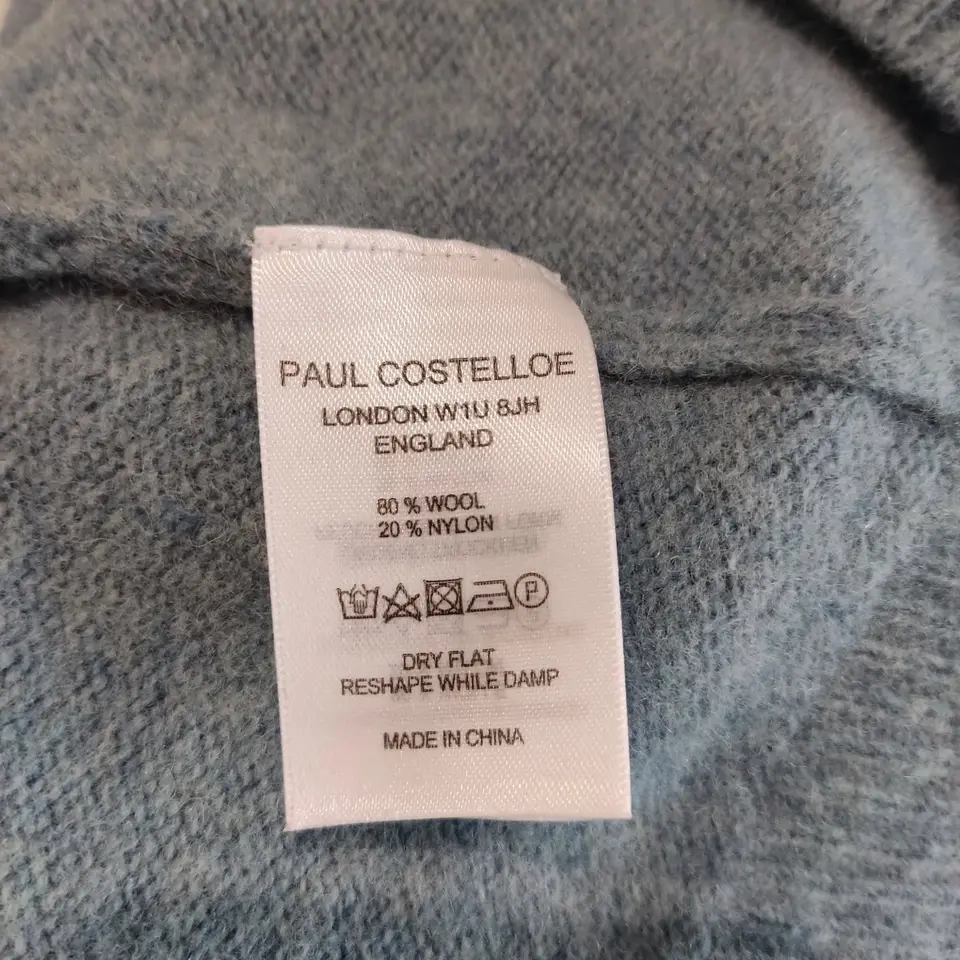 PAUL COSTELLOE
LONDON W1U 8JH
ENGLAND
80 % WOOL
20 % NYLON
P
DRY FLAT
RESHAPE WHILE DAMP
MADE IN CHINA